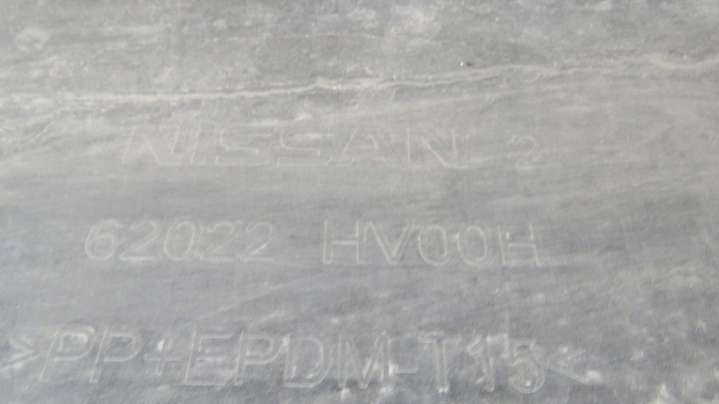 NISSAN 2
62022 HV00H
>PP+EPDM-T15<